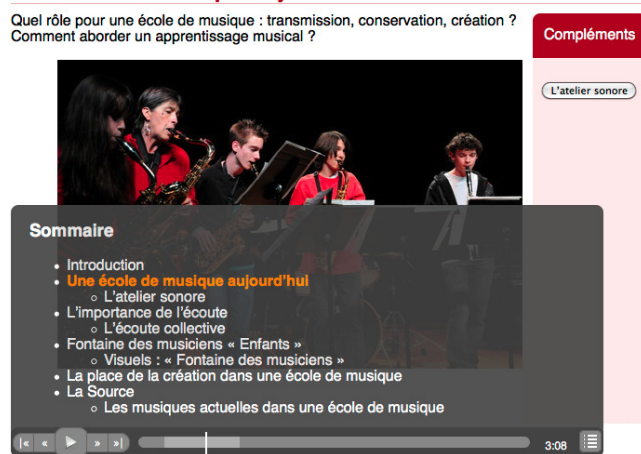 Quel rôle pour une école de musique : transmission, conservation, création ?
Comment aborder un apprentissage musical ?
Compléments
L'atelier sonore
Sommaire
Introduction
Une école de musique aujourd'hui
L'atelier sonore
L'importance de l'écoute
L'écoute collective
Fontaine des musiciens « Enfants »
Visuels : « Fontaine des musiciens »
La place de la création dans une école de musique
La Source
Les musiques actuelles dans une école de musique
3:08